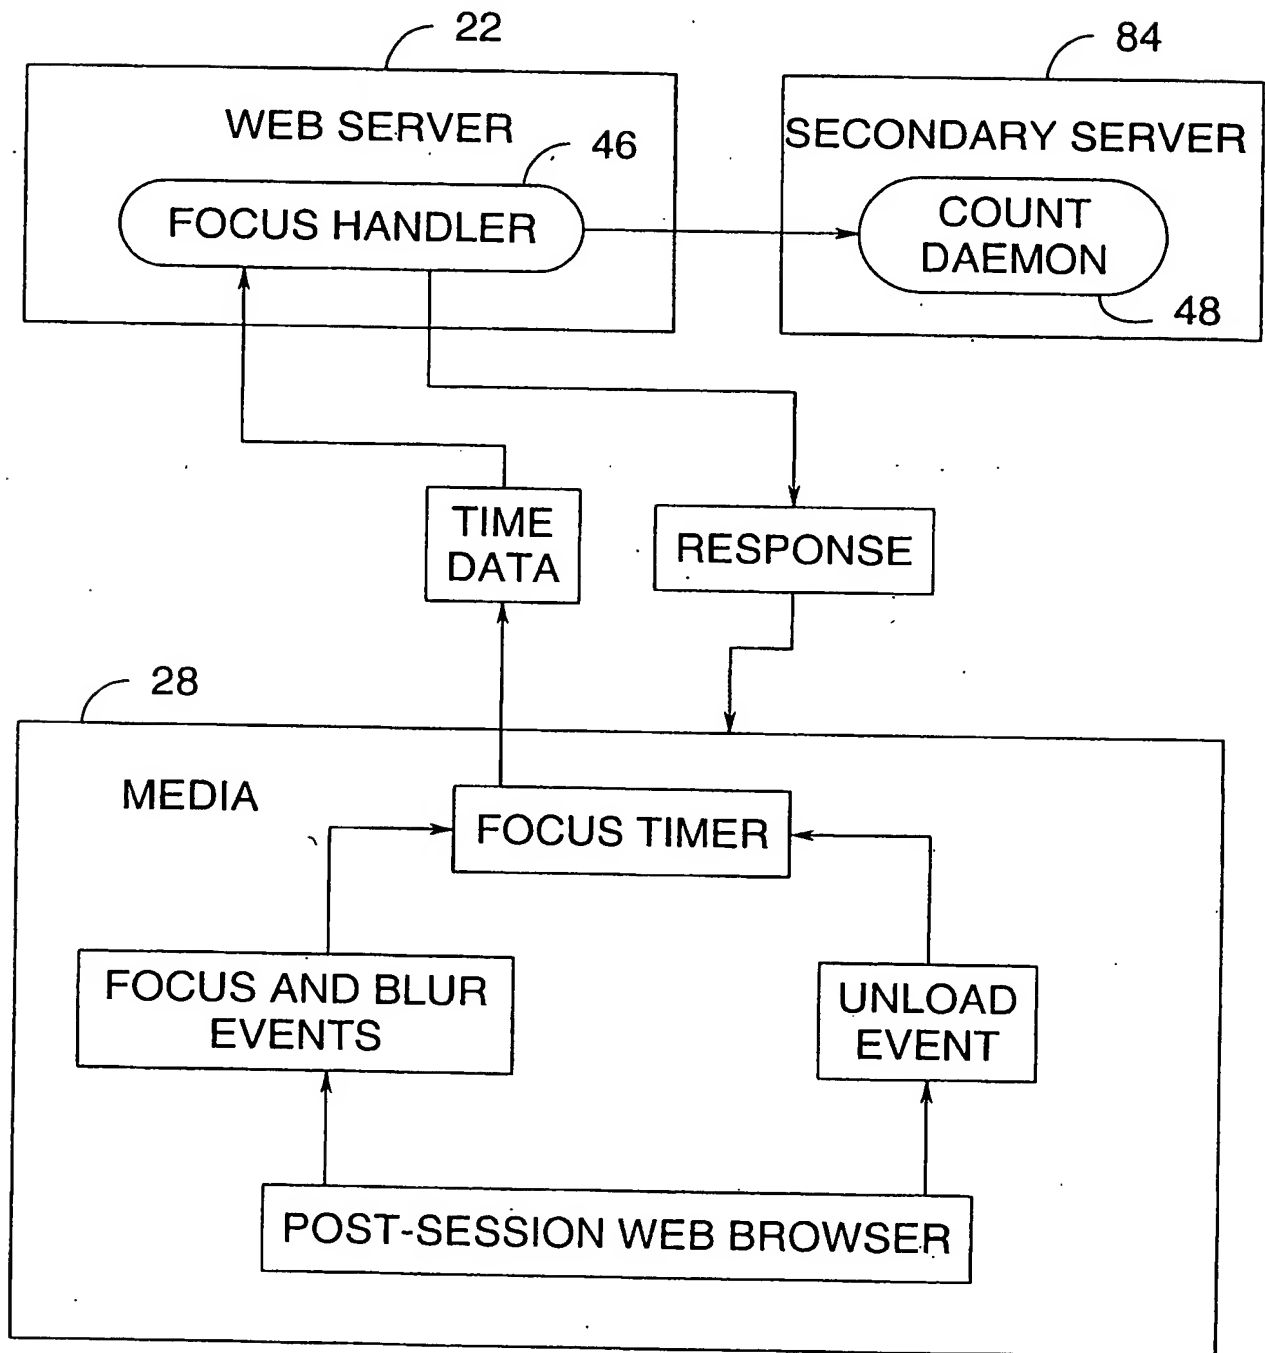 22
84
WEB SERVER
46
SECONDARY SERVER
FOCUS HANDLER
COUNT
DAEMON
48
TIME
DATA
RESPONSE
28
MEDIA
FOCUS TIMER
FOCUS AND BLUR
EVENTS
UNLOAD
EVENT
POST-SESSION WEB BROWSER